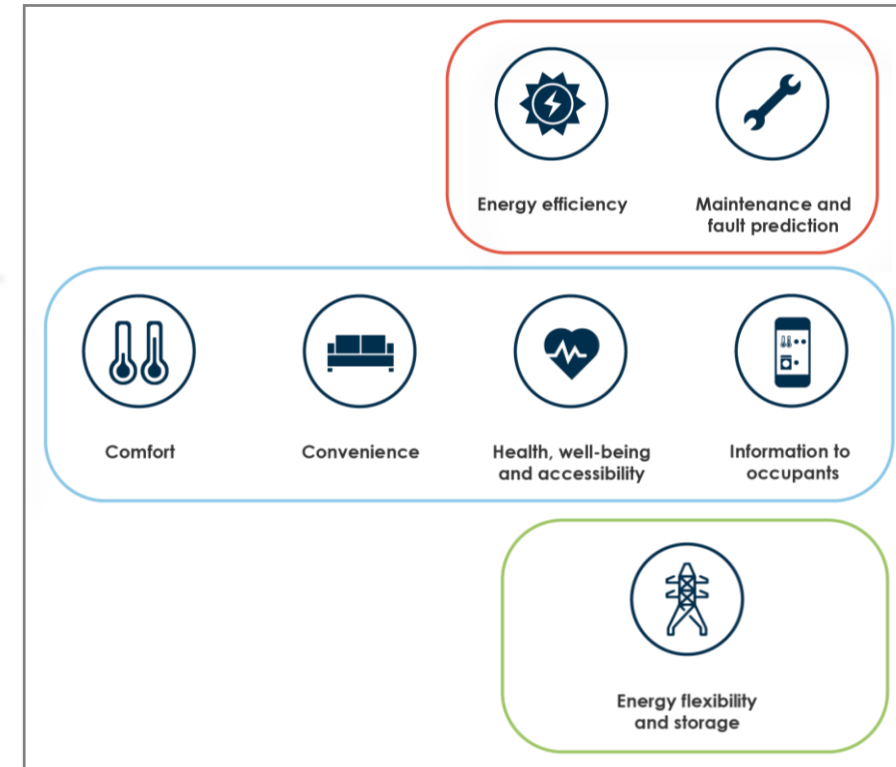 Energy efficiency
Maintenance and
fault prediction
Comfort
Convenience
Health, well-being
and accessibility
Information to
occupants
Energy flexibility
and storage